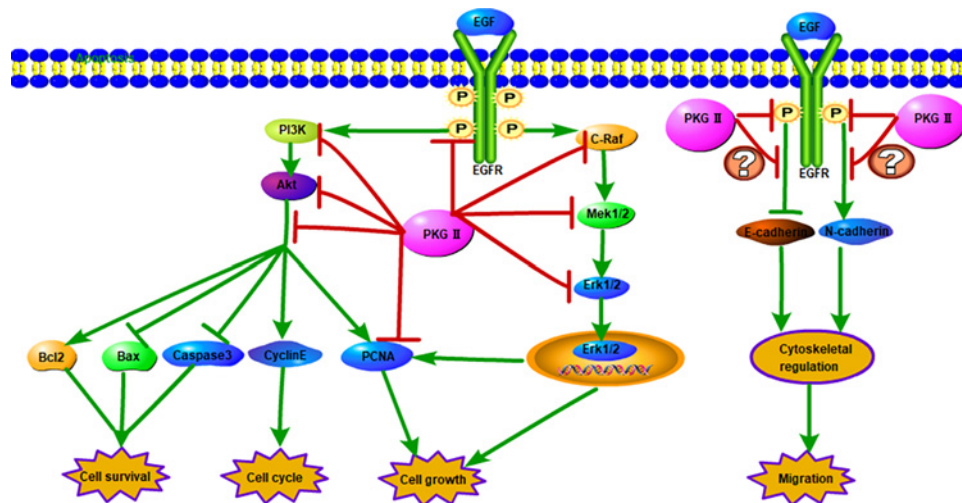 EGF
EGF
Apoptosis
P
P
P
P
P
P
PKG II
PKG II
PI3K
C-Raf
?
?
EGFR
EGFR
Akt
Mek1/2
PKG II
E-cadherin
N-cadherin
Erk1/2
Bcl2
Bax
Caspase3
CyclinE
PCNA
Erk1/2
Cytoskeletal
regulation
Cell survival
Cell cycle
Cell growth
Migration